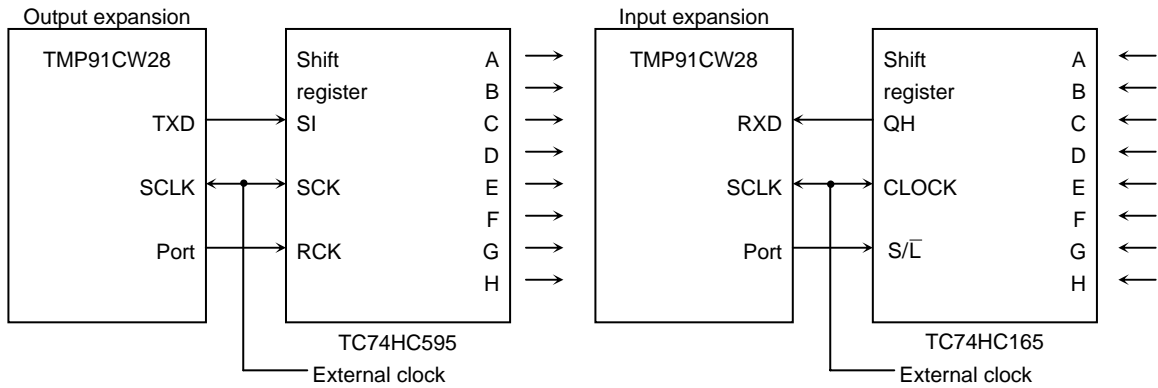 Output expansion
TMP91CW28
TXD
SCLK
Port
Shift
register
SI
SCK
RCK
A
B
C
D
E
F
G
H
TC74HC595
External clock
Input expansion
TMP91CW28
RXD
SCLK
Port
Shift
register
QH
CLOCK
S/L̅
A
B
C
D
E
F
G
H
TC74HC165
External clock